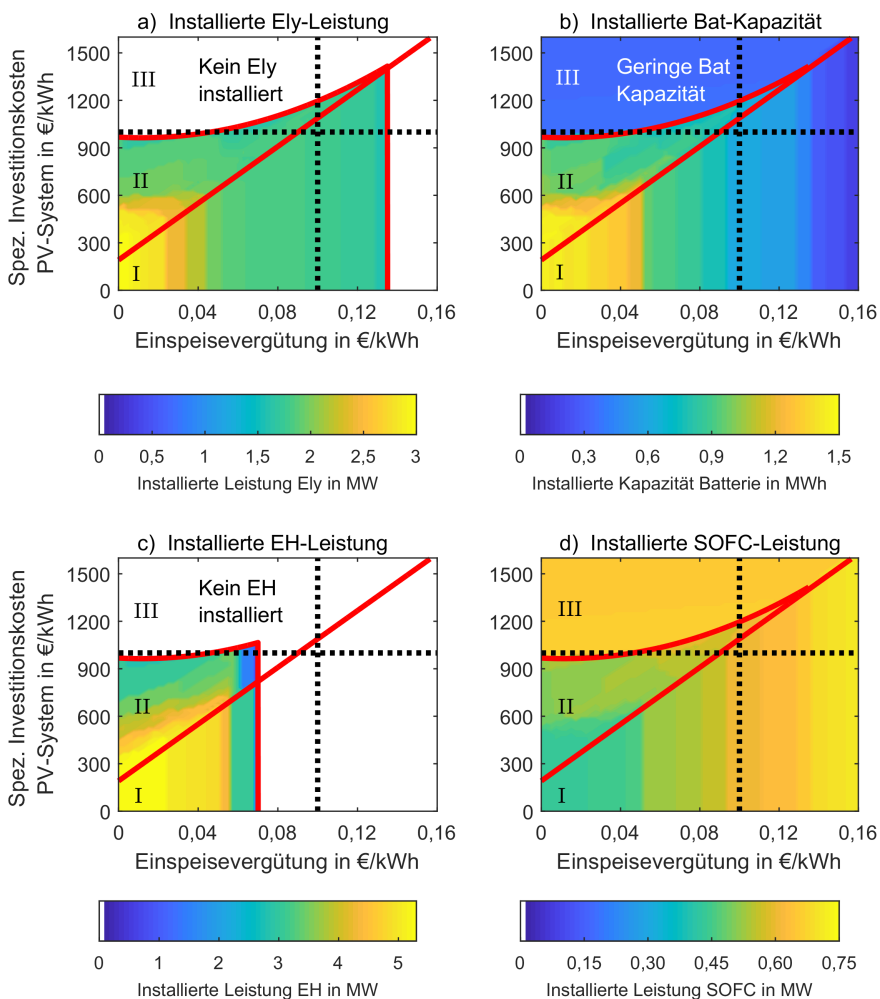 a) Installierte Ely-Leistung
Spez. Investitionskosten
PV-System in €/kWh
1500
1200
900
600
300
0
III
Kein Ely
installiert
II
I
0
0,04
0,08
0,12
0,16
Einspeisevergütung in €/kWh
0
0,5
1
1,5
2
2,5
3
Installierte Leistung Ely in MW
b) Installierte Bat-Kapazität
1500
1200
900
600
300
0
III
Geringe Bat
Kapazität
II
I
0
0,04
0,08
0,12
0,16
Einspeisevergütung in €/kWh
0
0,3
0,6
0,9
1,2
1,5
Installierte Kapazität Batterie in MWh
c) Installierte EH-Leistung
Spez. Investitionskosten
PV-System in €/kWh
1500
1200
900
600
300
0
III
Kein EH
installiert
II
I
0
0,04
0,08
0,12
0,16
Einspeisevergütung in €/kWh
0
1
2
3
4
5
Installierte Leistung EH in MW
d) Installierte SOFC-Leistung
1500
1200
900
600
300
0
III
II
I
0
0,04
0,08
0,12
0,16
Einspeisevergütung in €/kWh
0
0,15
0,30
0,45
0,60
0,75
Installierte Leistung SOFC in MW